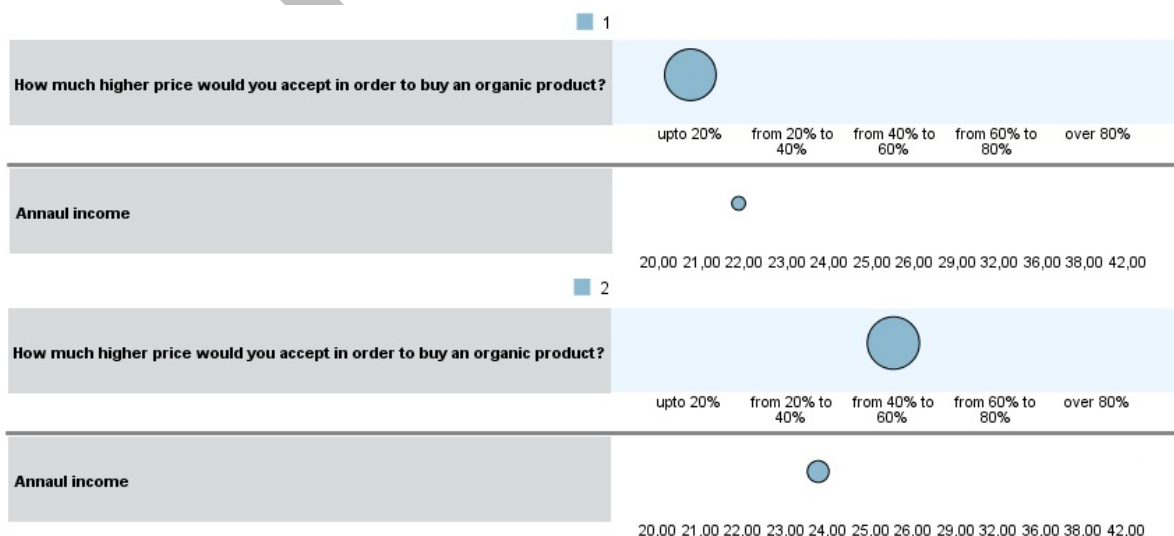 1
How much higher price would you accept in order to buy an organic product?
upto 20% from 20% to 40% from 40% to 60% from 60% to 80% over 80%
Annaul income
20,00 21,00 22,00 23,00 24,00 25,00 26,00 29,00 32,00 36,00 38,00 42,00
2
How much higher price would you accept in order to buy an organic product?
upto 20% from 20% to 40% from 40% to 60% from 60% to 80% over 80%
Annaul income
20,00 21,00 22,00 23,00 24,00 25,00 26,00 29,00 32,00 36,00 38,00 42,00